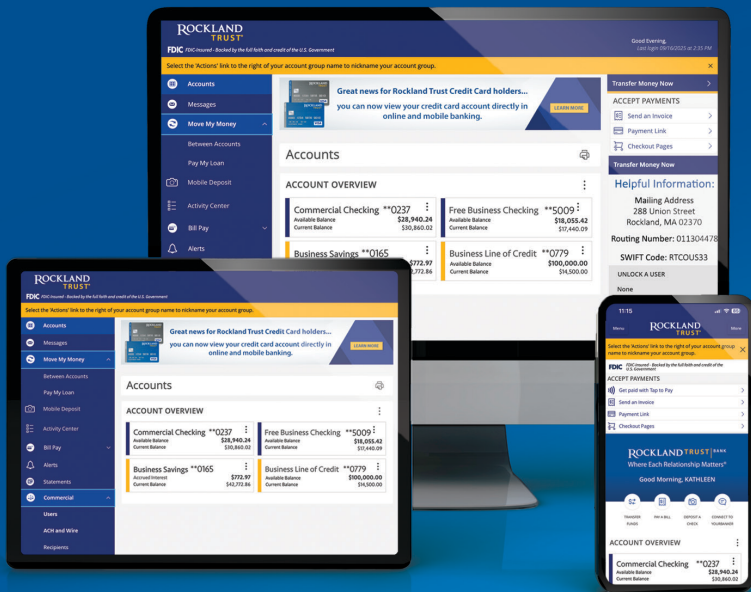 ROCKLAND
TRUST
FDIC FDIC-Insured - Backed by the full faith and credit of the U.S. Government
Good Evening,
Last login 09/16/2025 at 2:35 PM
Select the 'Actions' link to the right of your account group name to nickname your account group.
Accounts
Messages
Move My Money
Between Accounts
Pay My Loan
Mobile Deposit
Activity Center
Bill Pay
Alerts
Great news for Rockland Trust Credit Card holders...
you can now view your credit card account directly in
online and mobile banking.
LEARN MORE
Accounts
ACCOUNT OVERVIEW
Commercial Checking **0237
Available Balance $28,940.24
Current Balance $30,860.02
Free Business Checking **5009
Available Balance $18,055.42
Current Balance $17,440.09
Business Savings **0165
$772.97
Business Line of Credit **0779
Available Balance $100,000.00
Current Balance $14,500.00
Transfer Money Now
ACCEPT PAYMENTS
Send an Invoice
Payment Link
Checkout Pages
Transfer Money Now
Helpful Information:
Mailing Address
288 Union Street
Rockland, MA 02370
Routing Number: 011304478
SWIFT Code: RTCOUS33
UNLOCK A USER
None
ROCKLAND
TRUST
FDIC FDIC-Insured - Backed by the full faith and credit of the U.S. Government
Select the 'Actions' link to the right of your account group name to nickname your account group.
Accounts
Messages
Move My Money
Between Accounts
Pay My Loan
Mobile Deposit
Activity Center
Bill Pay
Alerts
Statements
Commercial
Users
ACH and Wire
Recipients
Great news for Rockland Trust Credit Card holders...
you can now view your credit card account directly in
online and mobile banking.
LEARN MORE
Accounts
ACCOUNT OVERVIEW
Commercial Checking **0237
Available Balance $28,940.24
Current Balance $30,860.02
Free Business Checking **5009
Available Balance $18,055.42
Current Balance $17,440.09
Business Savings **0165
Accrued Interest $772.97
Current Balance $42,772.86
Business Line of Credit **0779
Available Balance $100,000.00
Current Balance $14,500.00
11:15
Menu
ROCKLAND
TRUST
More
Select the 'Actions' link to the right of your account group
name to nickname your account group.
FDIC FDIC-Insured - Backed by the full faith and credit of the
U.S. Government
ACCEPT PAYMENTS
Get paid with Tap to Pay
Send an Invoice
Payment Link
Checkout Pages
ROCKLAND TRUST BANK
Where Each Relationship Matters®
Good Morning, KATHLEEN
TRANSFER
FUNDS
PAY A BILL
DEPOSIT A
CHECK
CONNECT TO
YOURBANKER
ACCOUNT OVERVIEW
Commercial Checking **0237
Available Balance $28,940.24
Current Balance $30,860.02